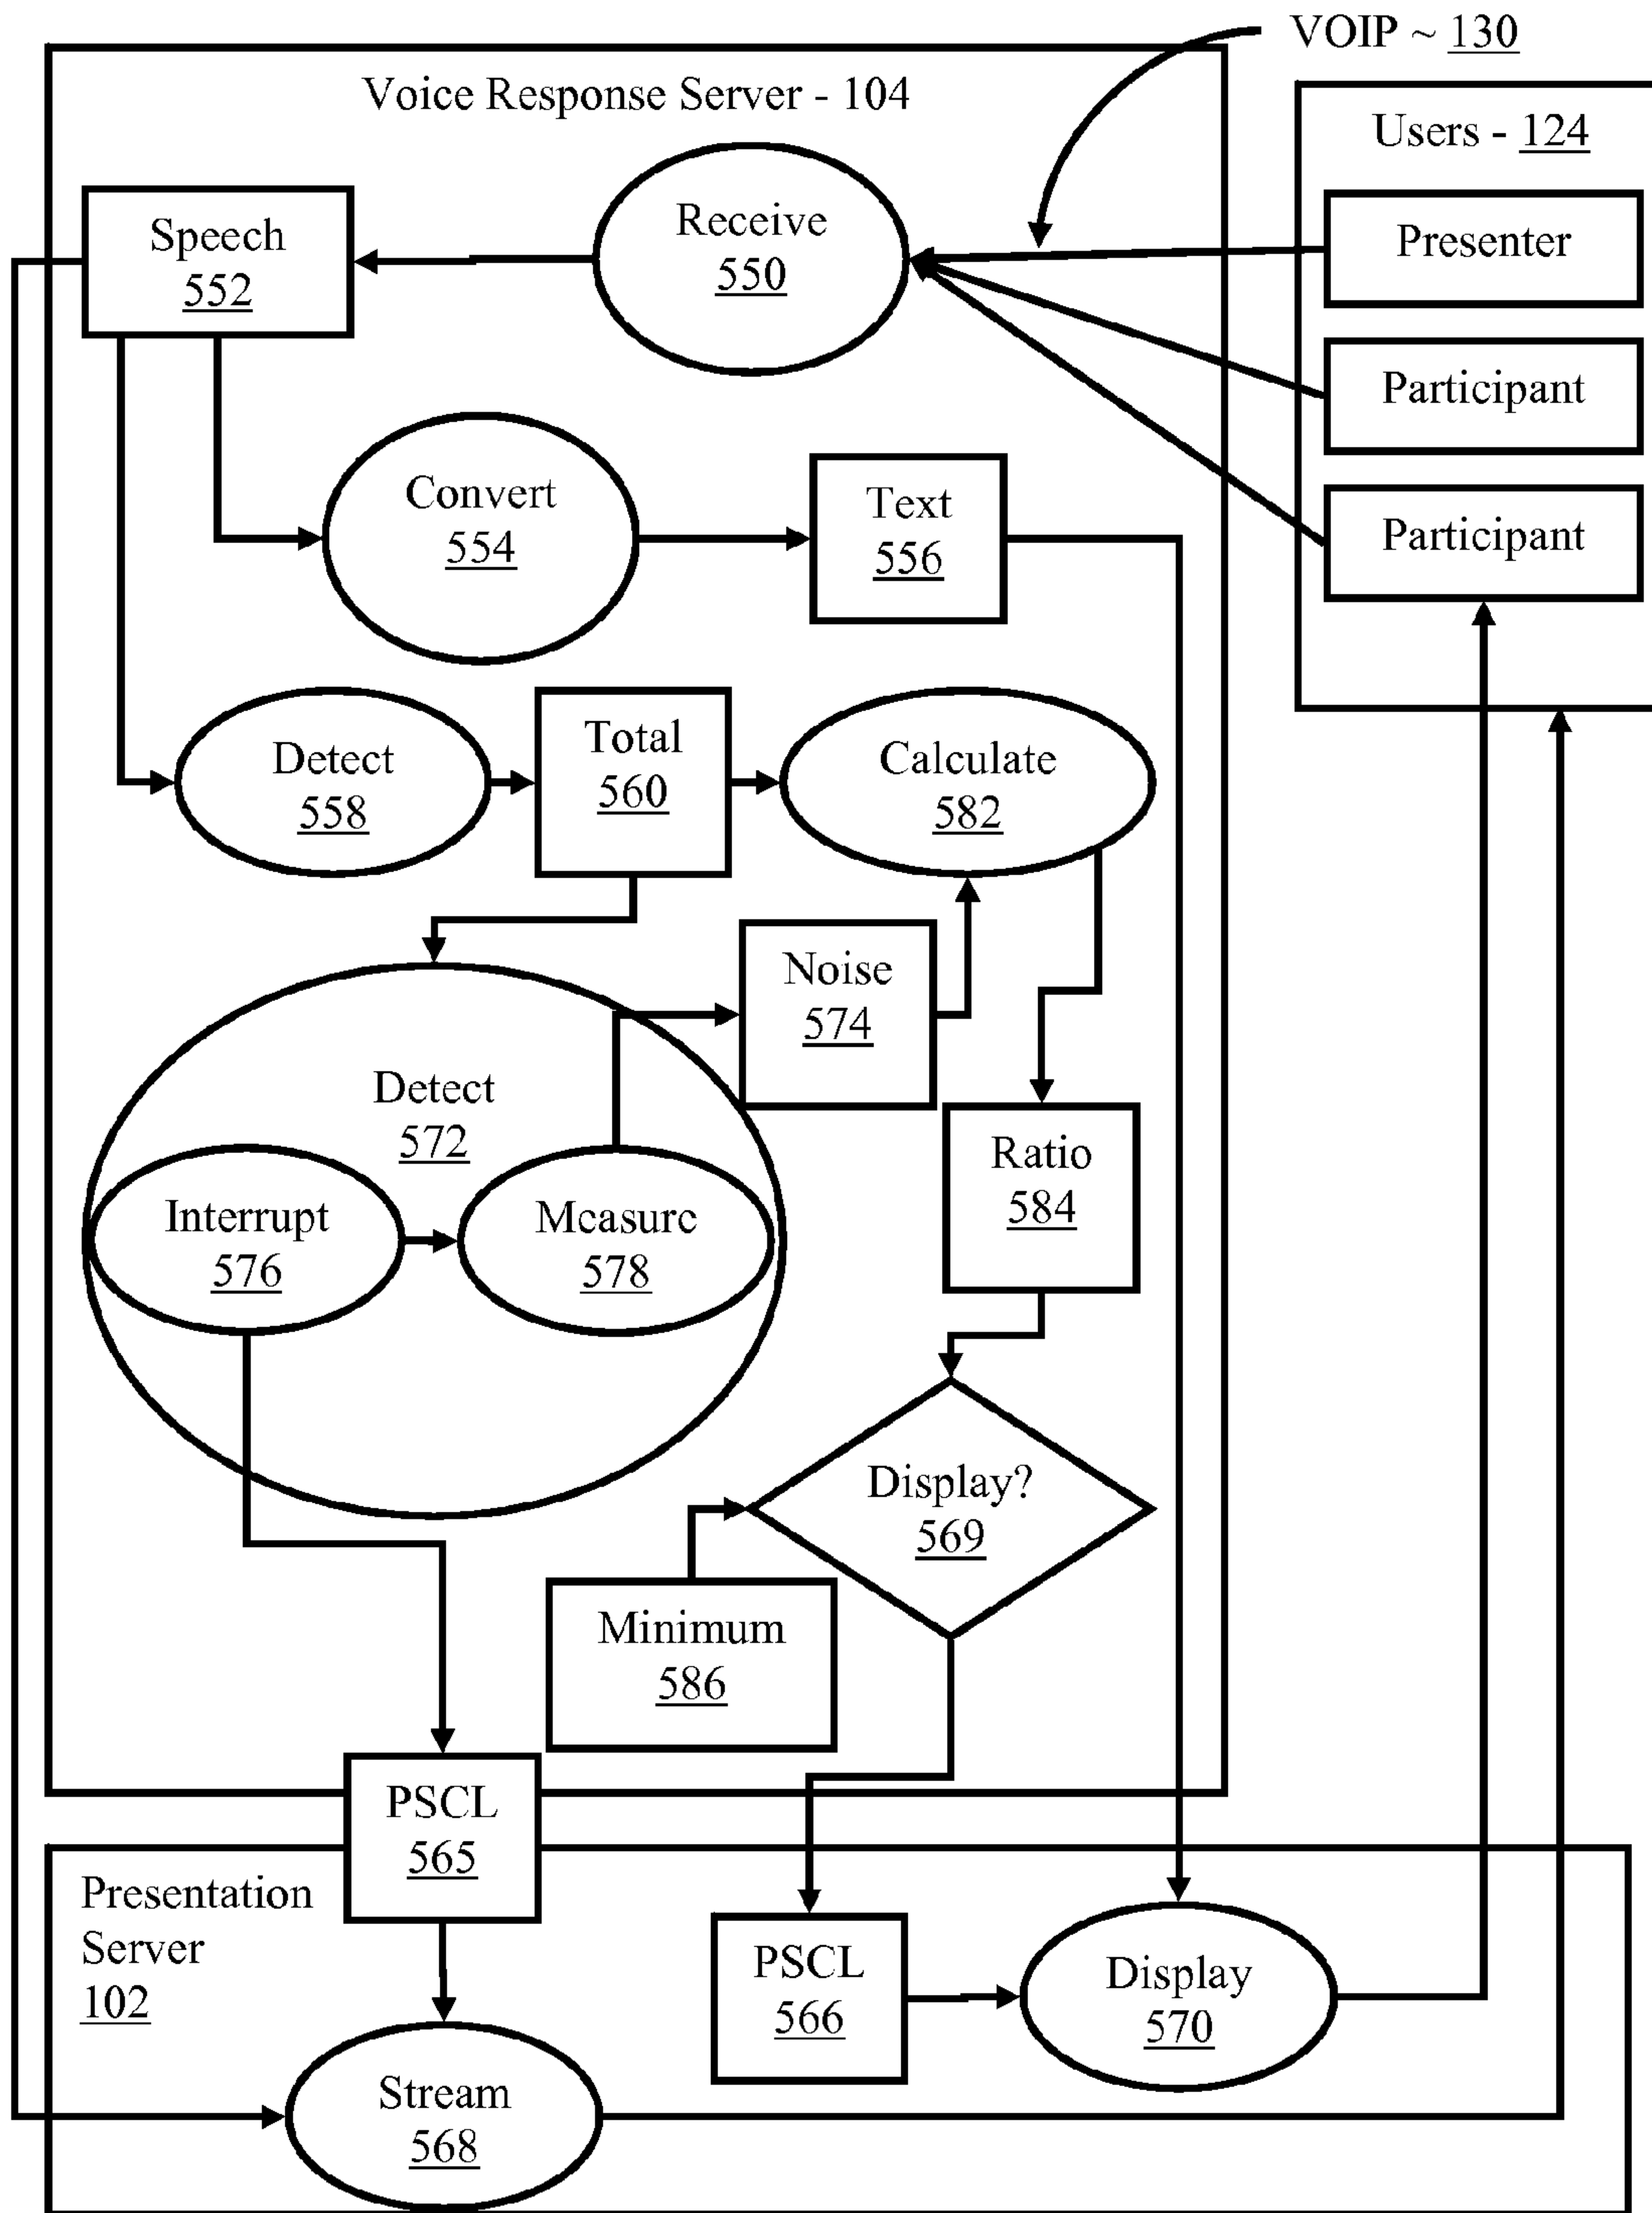 VOIP ~ 130
Voice Response Server - 104
Users - 124
Presenter
Participant
Participant
Receive
550
Speech
552
Convert
554
Text
556
Detect
558
Total
560
Calculate
582
Noise
574
Detect
572
Interrupt
576
Measure
578
Ratio
584
Display?
569
Minimum
586
PSCL
565
Presentation
Server
102
PSCL
566
Display
570
Stream
568